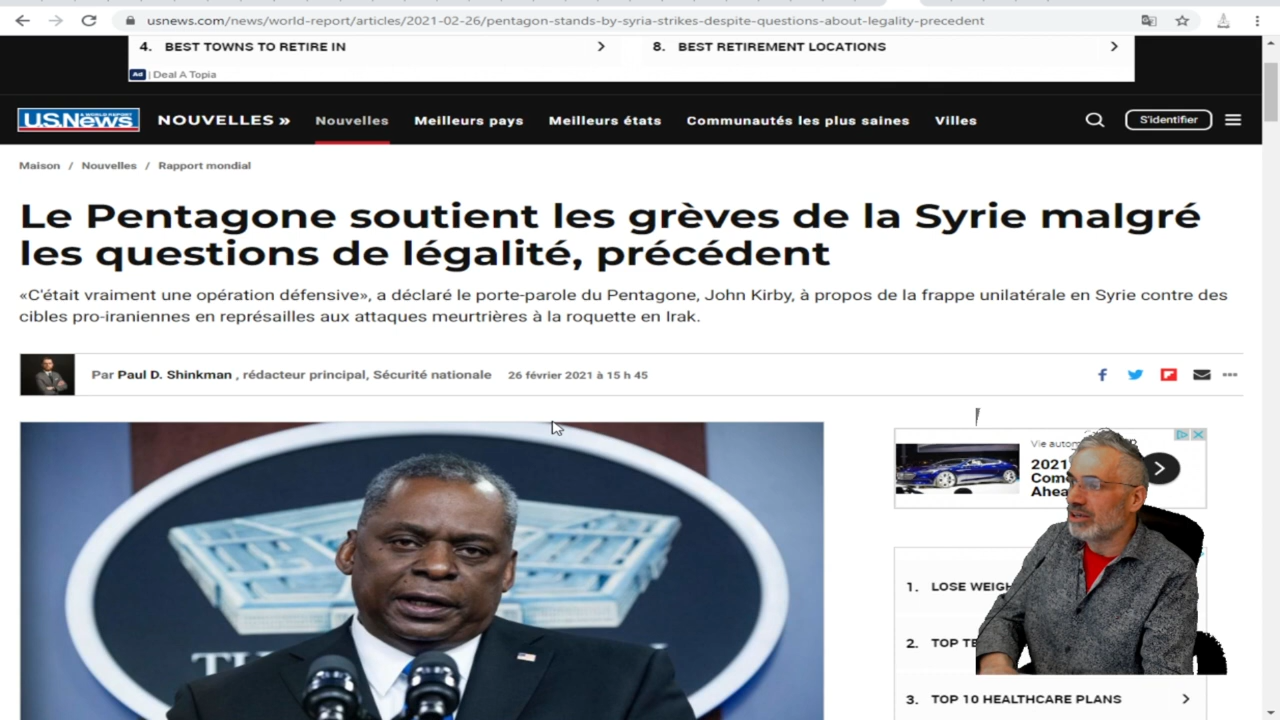 usnews.com/news/world-report/articles/2021-02-26/pentagon-stands-by-syria-strikes-despite-questions-about-legality-precedent
4. BEST TOWNS TO RETIRE IN
8. BEST RETIREMENT LOCATIONS
Ad | Deal A Topia
U.S.News NOUVELLES » Nouvelles Meilleurs pays Meilleurs états Communautés les plus saines Villes S'identifier
Maison / Nouvelles / Rapport mondial
Le Pentagone soutient les grèves de la Syrie malgré
les questions de légalité, précédent
«C'était vraiment une opération défensive», a déclaré le porte-parole du Pentagone, John Kirby, à propos de la frappe unilatérale en Syrie contre des
cibles pro-iraniennes en représailles aux attaques meurtrières à la roquette en Irak.
Par Paul D. Shinkman , rédacteur principal, Sécurité nationale 26 février 2021 à 15 h 45
Vie
2021
1. LOSE
2. TOP
3. TOP 10 HEALTHCARE PLANS